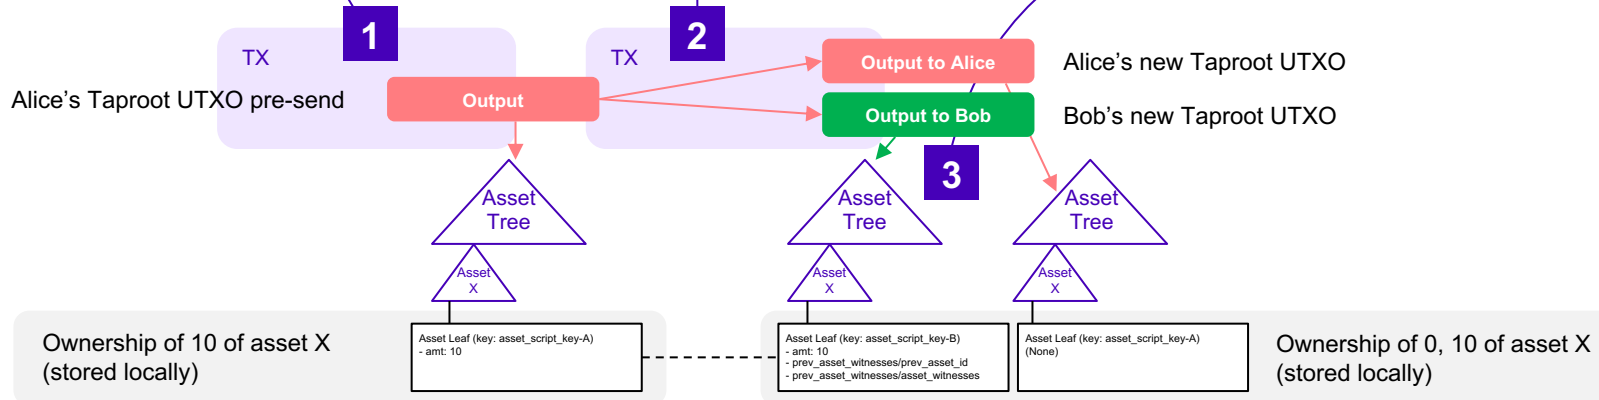 1
2
TX
TX
Output to Alice
Alice’s new Taproot UTXO
Alice’s Taproot UTXO pre-send
Output
Output to Bob
Bob’s new Taproot UTXO
3
Asset
Tree
Asset
Tree
Asset
Tree
Asset
X
Asset
X
Asset
X
Ownership of 10 of asset X
(stored locally)
Asset Leaf (key: asset_script_key-A)
- amt: 10
Asset Leaf (key: asset_script_key-B)
- amt: 10
- prev_asset_witnesses/prev_asset_id
- prev_asset_witnesses/asset_witnesses
Asset Leaf (key: asset_script_key-A)
(None)
Ownership of 0, 10 of asset X
(stored locally)